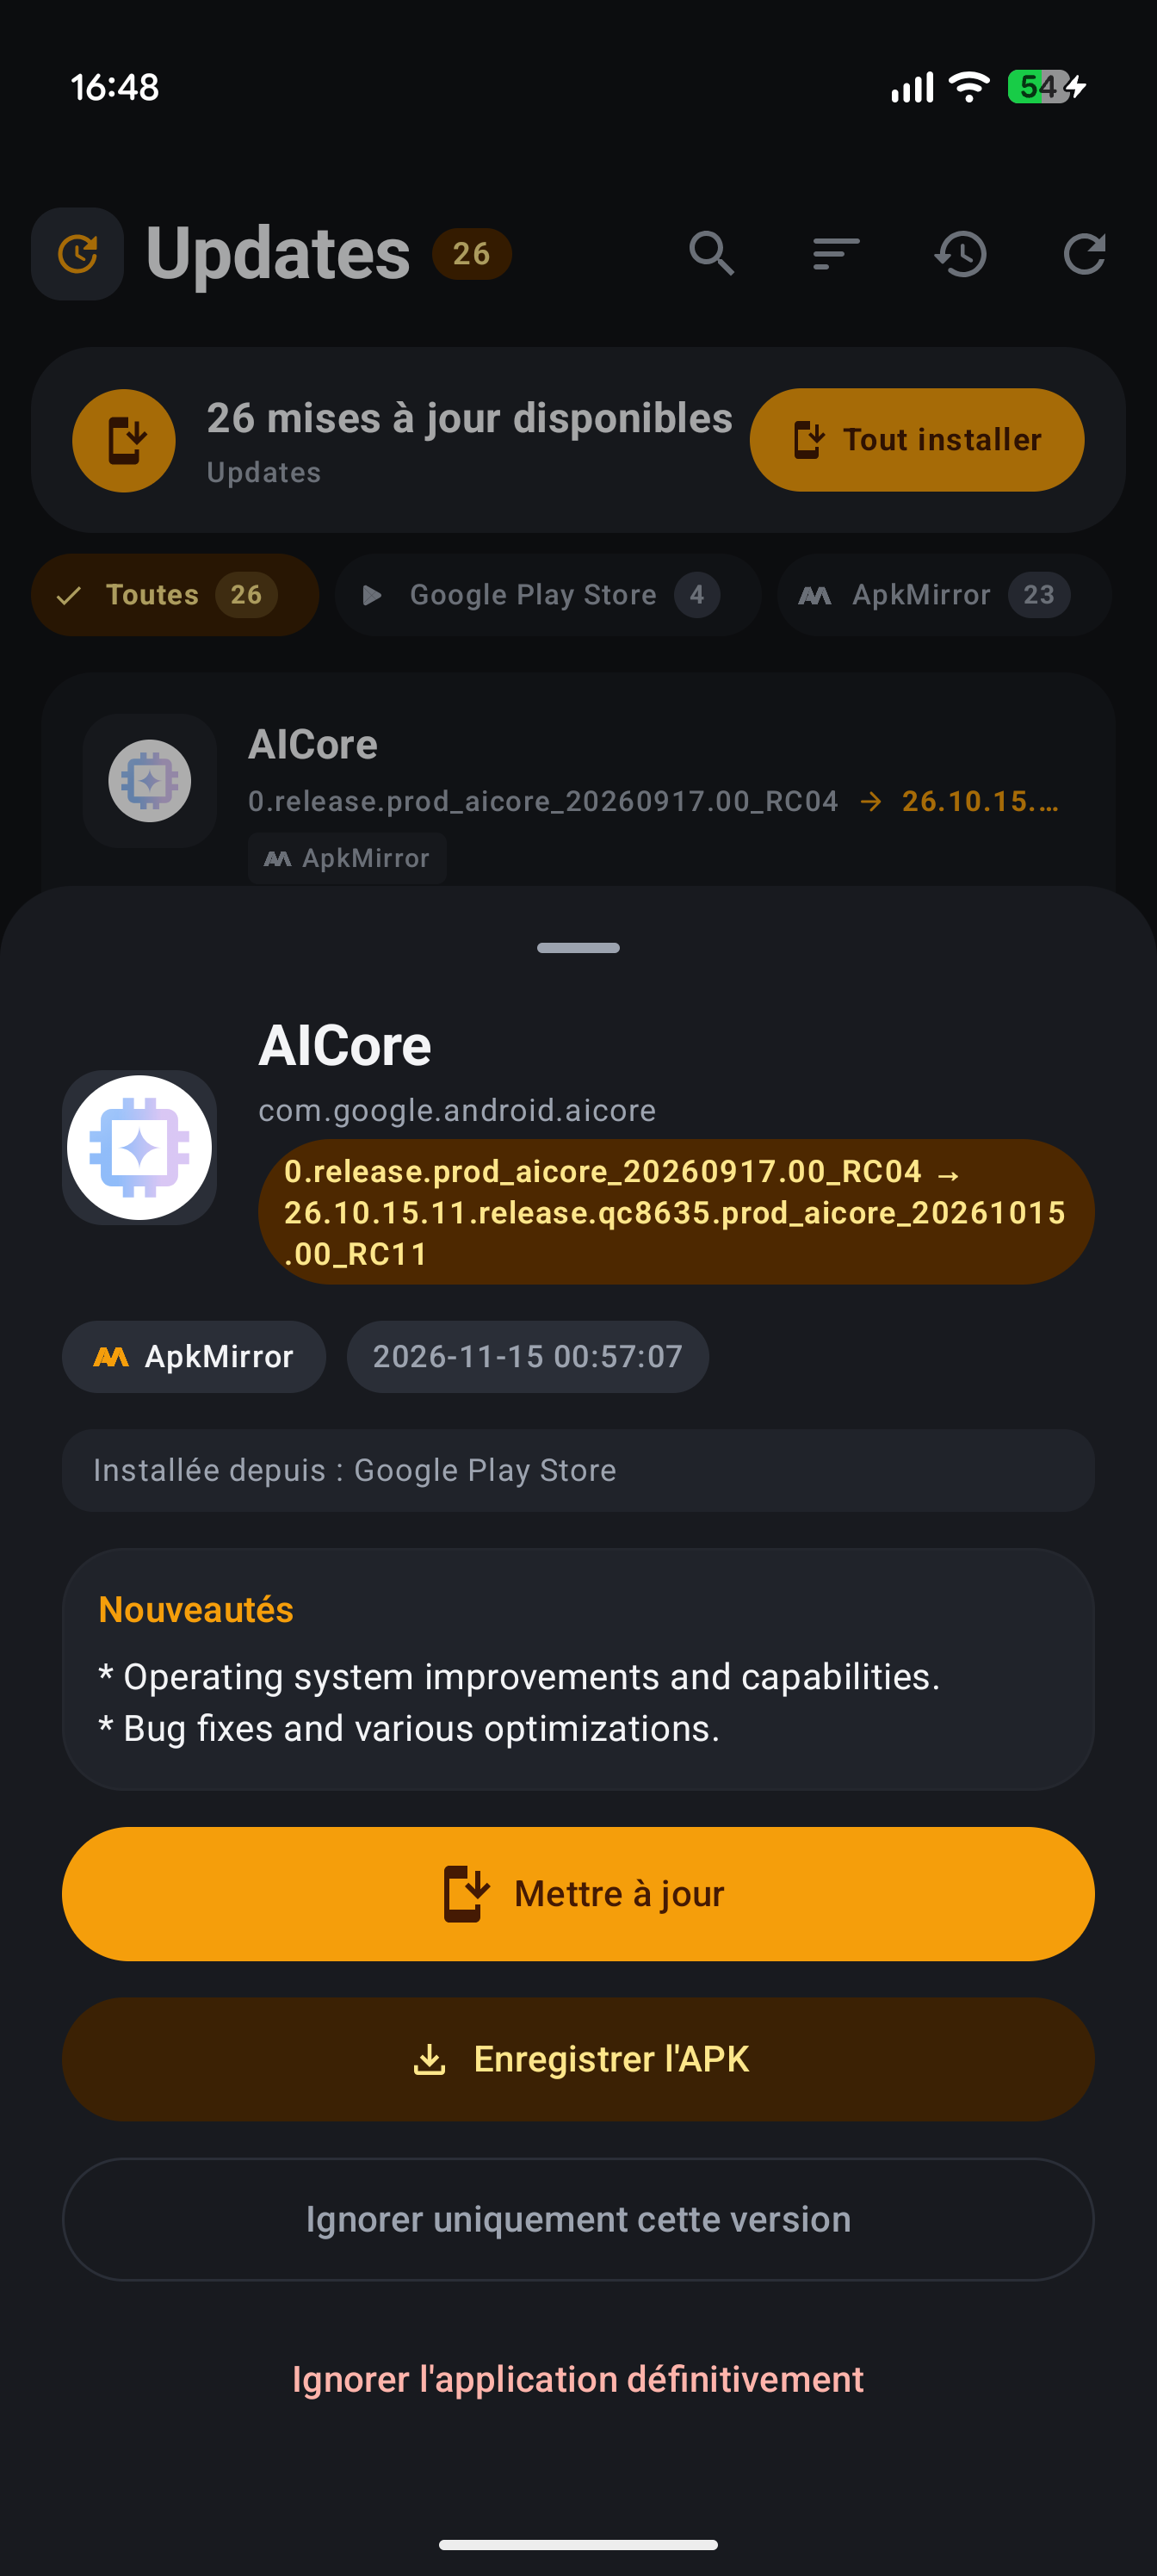 16:48
54
Updates 26
26 mises à jour disponibles
Updates
Tout installer
Toutes 26
Google Play Store 4
ApkMirror 23
AICore
0.release.prod_aicore_20260917.00_RC04 → 26.10.15.…
ApkMirror
AICore
com.google.android.aicore
0.release.prod_aicore_20260917.00_RC04 →
26.10.15.11.release.qc8635.prod_aicore_20261015
.00_RC11
ApkMirror
2026-11-15 00:57:07
Installée depuis : Google Play Store
Nouveautés
* Operating system improvements and capabilities.
* Bug fixes and various optimizations.
Mettre à jour
Enregistrer l'APK
Ignorer uniquement cette version
Ignorer l'application définitivement